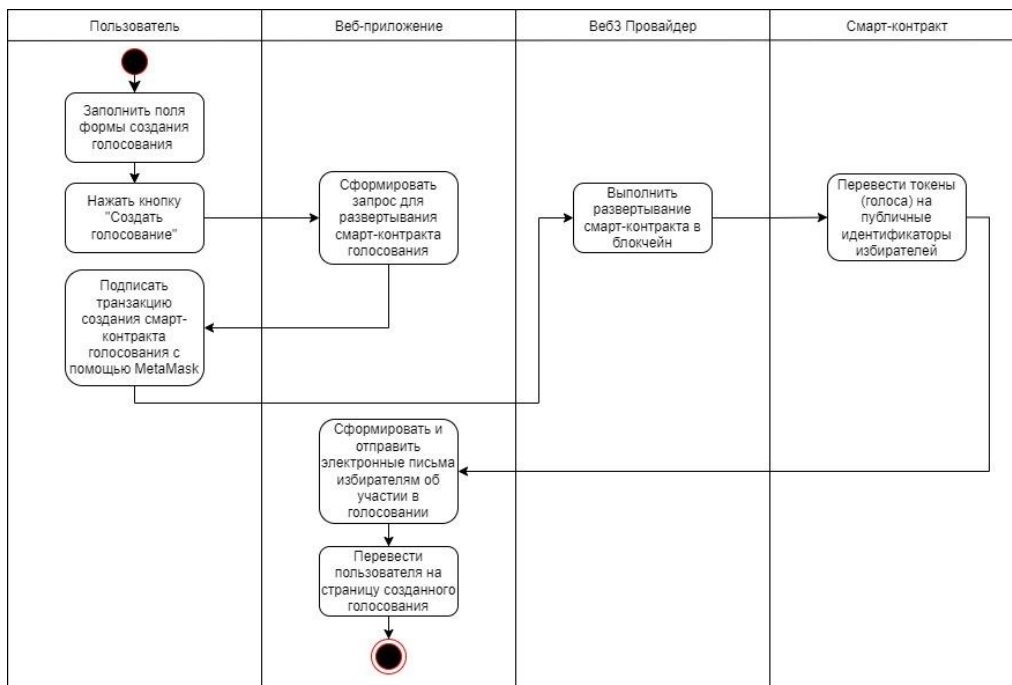 Пользователь
Веб-приложение
Веб3 Провайдер
Смарт-контракт
Заполнить поля
формы создания
голосования
Нажать кнопку
"Создать
голосование"
Сформировать
запрос для
развертывания
смарт-контракта
голосования
Подписать
транзакцию
создания смарт-
контракта
голосования с
помощью MetaMask
Выполнить
развертывание
смарт-контракта в
блокчейн
Перевести токены
(голоса) на
публичные
идентификаторы
избирателей
Сформировать и
отправить
электронные письма
избирателям об
участии в
голосовании
Перевести
пользователя на
страницу созданного
голосования